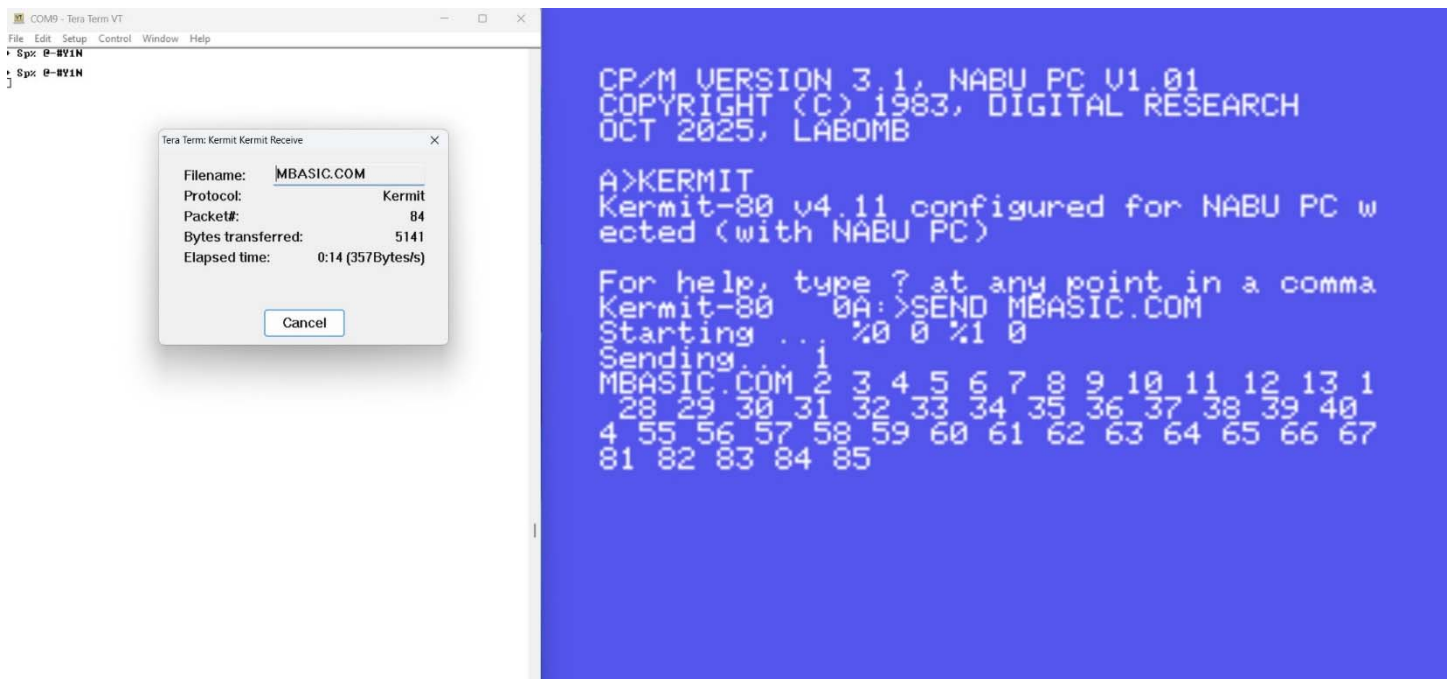 COM9 - Tera Term VT
File Edit Setup Control Window Help
Spx @-#Y1N
Spx @-#Y1N
Tera Term: Kermit Kermit Receive
Filename: MBASIC.COM
Protocol: Kermit
Packet#: 84
Bytes transferred: 5141
Elapsed time: 0:14 (357Bytes/s)
Cancel
CP/M VERSION 3.1, NABU PC V1.01
COPYRIGHT (C) 1983, DIGITAL RESEARCH
OCT 2025, LABOMB
A>KERMIT
Kermit-80 v4.11 configured for NABU PC w
ected (with NABU PC)
For help, type ? at any point in a comma
Kermit-80 0A:>SEND MBASIC.COM
Starting ... %0 0 %1 0
Sending... 1
MBASIC.COM 2 3 4 5 6 7 8 9 10 11 12 13 1
28 29 30 31 32 33 34 35 36 37 38 39 40
4 55 56 57 58 59 60 61 62 63 64 65 66 67
81 82 83 84 85